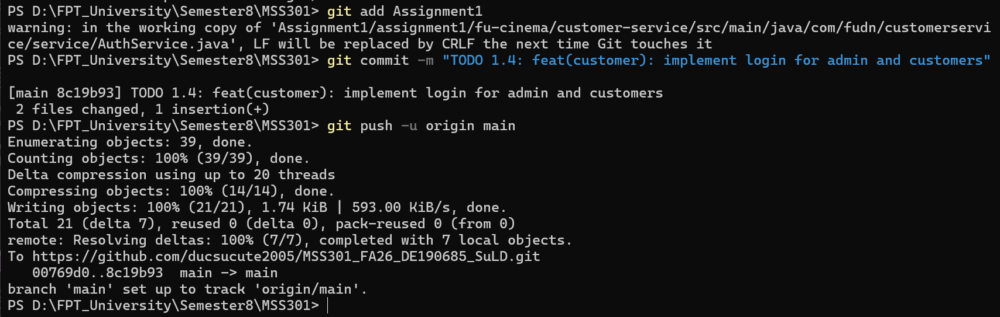 PS D:\FPT_University\Semester8\MSS301> git add Assignment1
warning: in the working copy of 'Assignment1/assignment1/fu-cinema/customer-service/src/main/java/com/fudn/customerservi
ce/service/AuthService.java', LF will be replaced by CRLF the next time Git touches it
PS D:\FPT_University\Semester8\MSS301> git commit -m "TODO 1.4: feat(customer): implement login for admin and customers"
[main 8c19b93] TODO 1.4: feat(customer): implement login for admin and customers
 2 files changed, 1 insertion(+)
PS D:\FPT_University\Semester8\MSS301> git push -u origin main
Enumerating objects: 39, done.
Counting objects: 100% (39/39), done.
Delta compression using up to 20 threads
Compressing objects: 100% (14/14), done.
Writing objects: 100% (21/21), 1.74 KiB | 593.00 KiB/s, done.
Total 21 (delta 7), reused 0 (delta 0), pack-reused 0 (from 0)
remote: Resolving deltas: 100% (7/7), completed with 7 local objects.
To https://github.com/ducsucute2005/MSS301_FA26_DE190685_SuLD.git
   00769d0..8c19b93  main -> main
branch 'main' set up to track 'origin/main'.
PS D:\FPT_University\Semester8\MSS301>